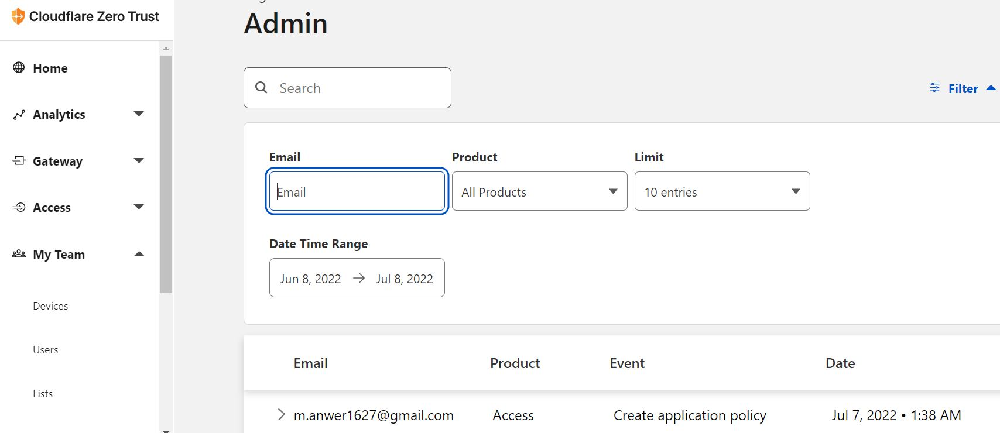 Cloudflare Zero Trust
Home
Analytics
Gateway
Access
My Team
Devices
Users
Lists
Admin
Search
Filter
Email
Product
Limit
Email
All Products
10 entries
Date Time Range
Jun 8, 2022 → Jul 8, 2022
Email
Product
Event
Date
m.anwer1627@gmail.com
Access
Create application policy
Jul 7, 2022 • 1:38 AM